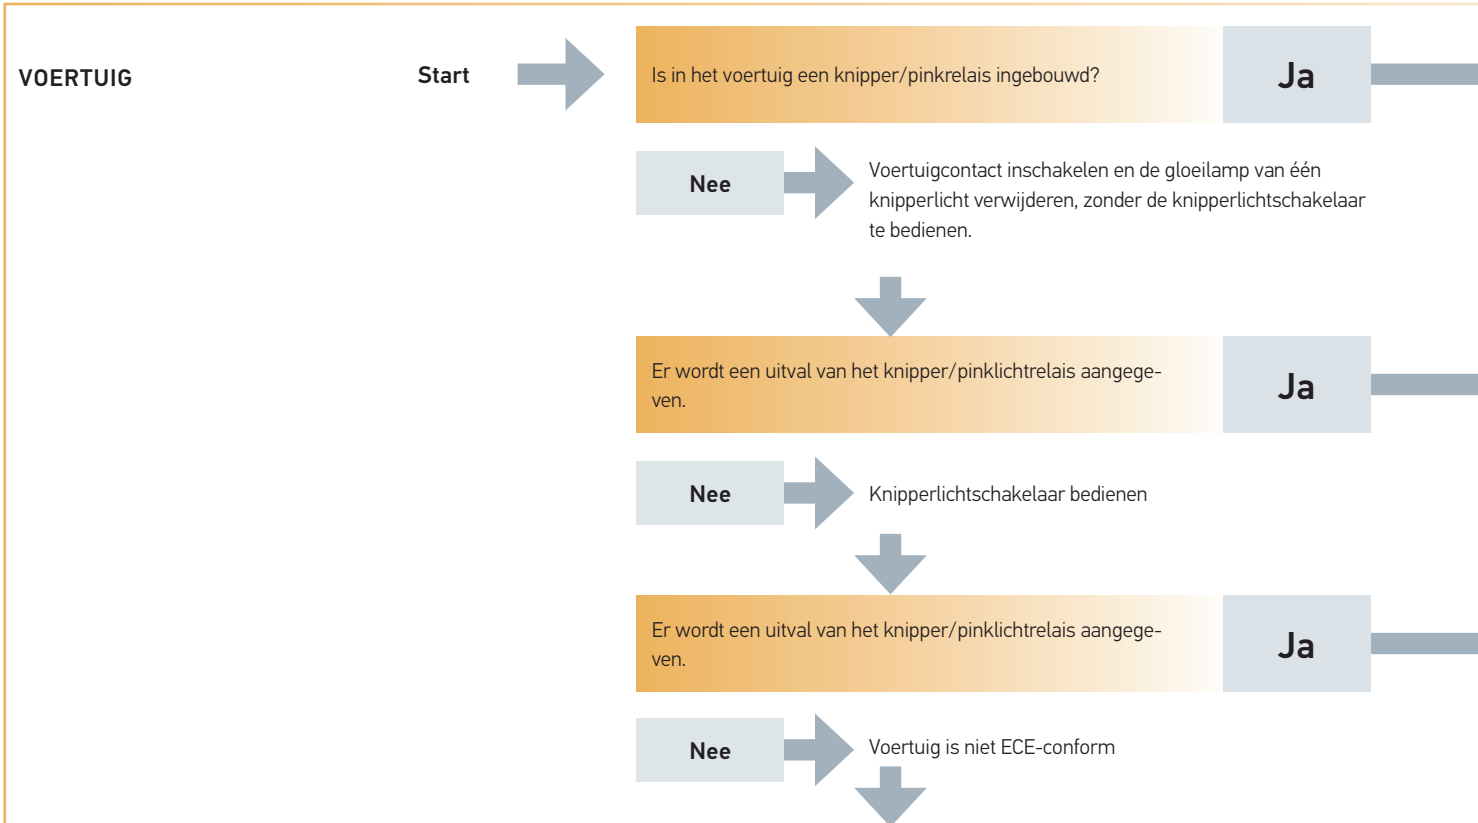 VOERTUIG
Start
Is in het voertuig een knipper/pinkrelais ingebouwd?
Ja
Nee
Voertuigcontact inschakelen en de gloeilamp van één
knipperlicht verwijderen, zonder de knipperlichtschakelaar
te bedienen.
Er wordt een uitval van het knipper/pinklichtrelais aangege-
ven.
Ja
Nee
Knipperlichtschakelaar bedienen
Er wordt een uitval van het knipper/pinklichtrelais aangege-
ven.
Ja
Nee
Voertuig is niet ECE-conform